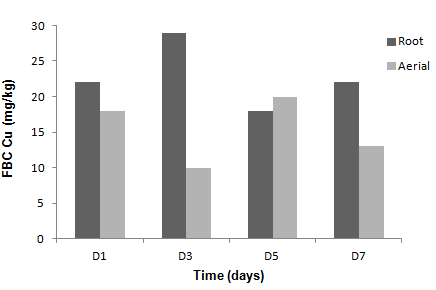 FBC Cu (mg/kg)
30
25
20
15
10
5
0
D1 D3 D5 D7
Time (days)
Root
Aerial